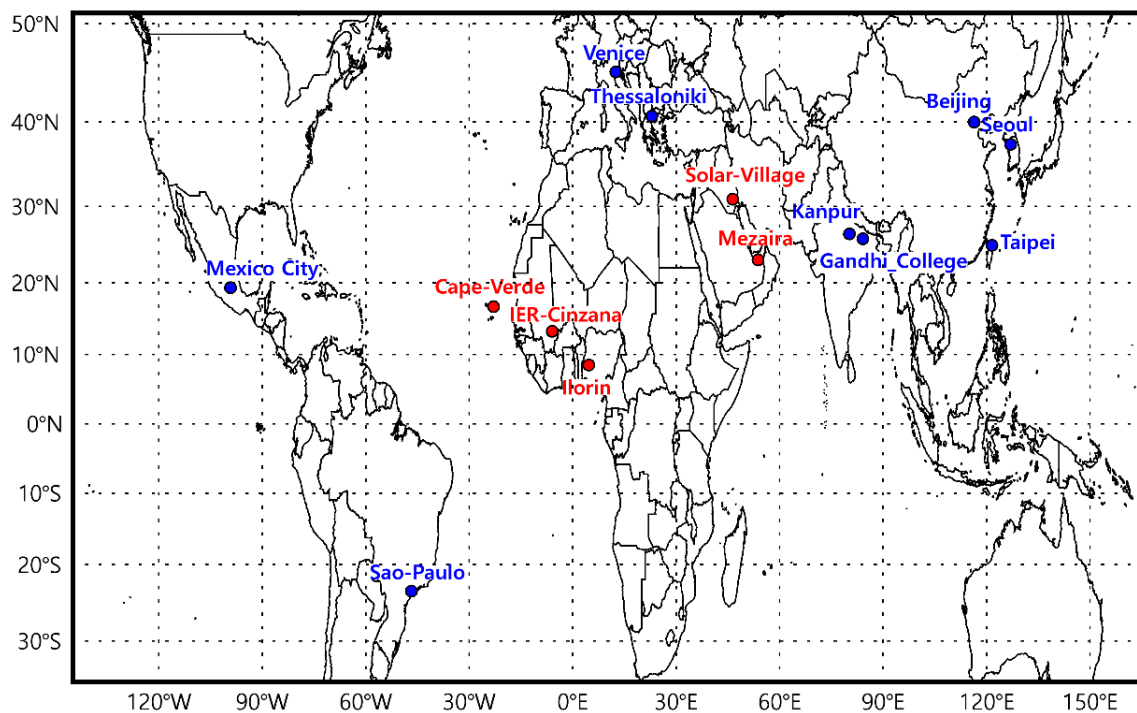 50°N
Venice
Thessaloniki
Beijing
40°N
Seoul
Solar-Village
30°N
Kanpur
Mezaira
Taipei
Gandhi_College
Mexico City
20°N
Cape-Verde
IER-Cinzana
10°N
Ilorin
0°N
10°S
20°S
Sao-Paulo
30°S
120°W 90°W 60°W 30°W 0°E 30°E 60°E 90°E 120°E 150°E